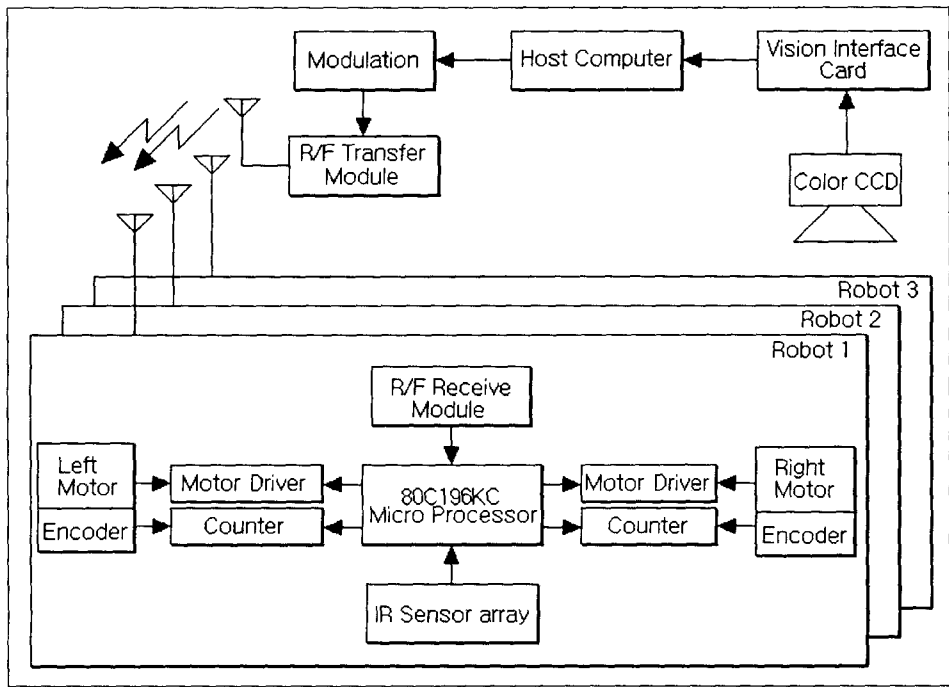 Modulation
Host Computer
Vision Interface
Card
R/F Transfer
Module
Color CCD
Robot 3
Robot 2
Robot 1
R/F Receive
Module
Left
Motor
Encoder
Motor Driver
Counter
80C196KC
Micro Processor
Motor Driver
Counter
Right
Motor
Encoder
IR Sensor array